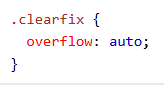 .clearfix {
  overflow: auto;
}